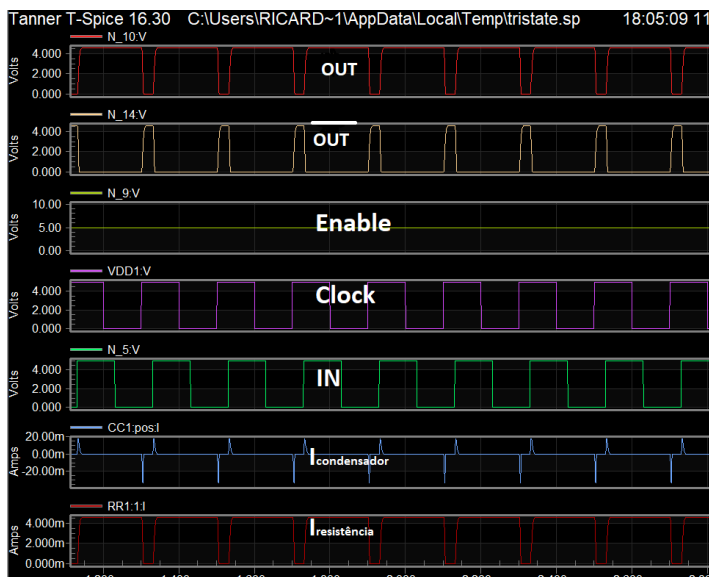 Tanner T-Spice 16.30 C:\Users\RICARD~1\AppData\Local\Temp\tristate.sp 18:05:09 11
N_10:V
Volts
4.000
2.000
0.000
OUT
N_14:V
Volts
4.000
2.000
0.000
OUT
N_9:V
Volts
10.00
5.00
0.00
Enable
VDD1:V
Volts
4.000
2.000
0.000
Clock
N_5:V
Volts
4.000
2.000
0.000
IN
CC1:pos:I
Amps
20.00m
-0.00m
-20.00m
Icondensador
RR1:1:I
Amps
4.000m
2.000m
0.000m
Iresistência